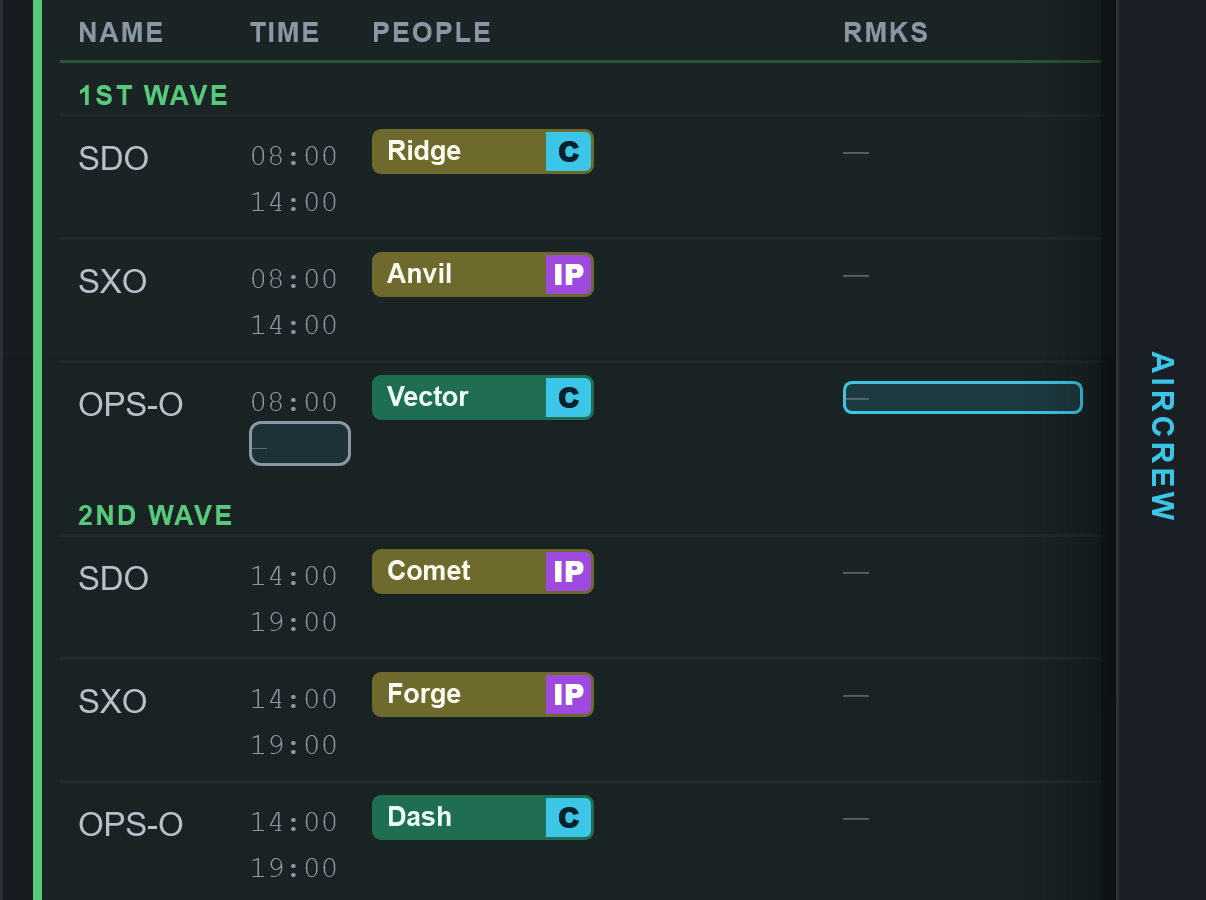 NAME TIME PEOPLE RMKS
1ST WAVE
SDO 08:00 Ridge C —
14:00
SXO 08:00 Anvil IP —
14:00
OPS-O 08:00 Vector C —
—
2ND WAVE
SDO 14:00 Comet IP —
19:00
SXO 14:00 Forge IP —
19:00
OPS-O 14:00 Dash C —
19:00
AIRCREW